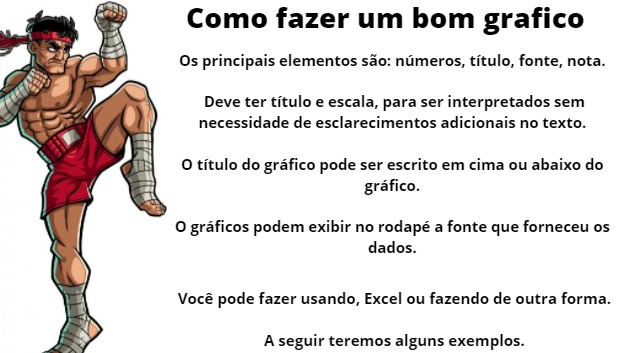 Como fazer um bom grafico
Os principais elementos são: números, título, fonte, nota.
Deve ter título e escala, para ser interpretados sem
necessidade de esclarecimentos adicionais no texto.
O título do gráfico pode ser escrito em cima ou abaixo do
gráfico.
O gráficos podem exibir no rodapé a fonte que forneceu os
dados.
Você pode fazer usando, Excel ou fazendo de outra forma.
A seguir teremos alguns exemplos.